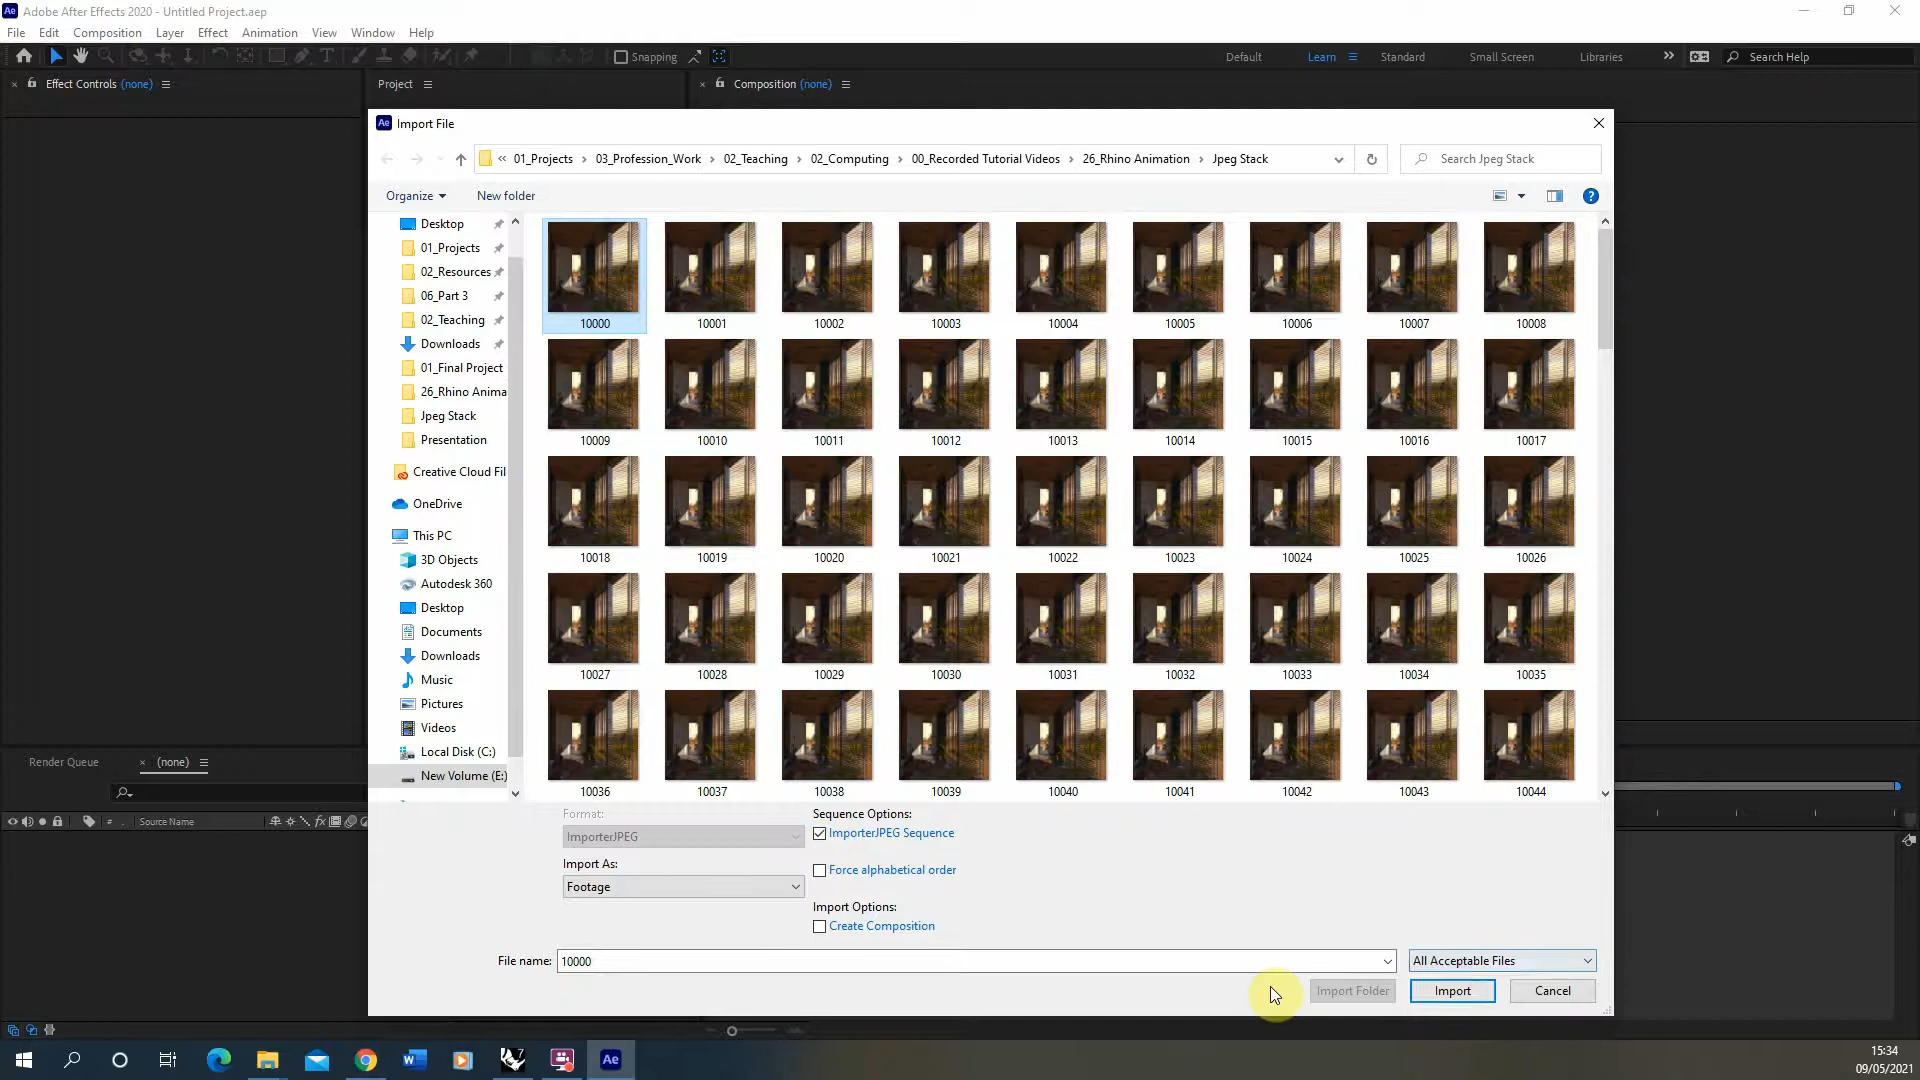 Ae Adobe After Effects 2020 - Untitled Project.aep
File Edit Composition Layer Effect Animation View Window Help
Snapping Default Learn Standard Small Screen Libraries Search Help
Effect Controls (none) Project Composition (none)
Ae Import File
« 01_Projects › 03_Profession_Work › 02_Teaching › 02_Computing › 00_Recorded Tutorial Videos › 26_Rhino Animation › Jpeg Stack Search Jpeg Stack
Organize New folder
Desktop
01_Projects
02_Resources
06_Part 3
02_Teaching
Downloads
01_Final Project
26_Rhino Anima
Jpeg Stack
Presentation
Creative Cloud Fil
OneDrive
This PC
3D Objects
Autodesk 360
Desktop
Documents
Downloads
Music
Pictures
Videos
Local Disk (C:)
New Volume (E:)
10000 10001 10002 10003 10004 10005 10006 10007 10008
10009 10010 10011 10012 10013 10014 10015 10016 10017
10018 10019 10020 10021 10022 10023 10024 10025 10026
10027 10028 10029 10030 10031 10032 10033 10034 10035
10036 10037 10038 10039 10040 10041 10042 10043 10044
Format:
ImporterJPEG
Import As:
Footage
Sequence Options:
ImporterJPEG Sequence
Force alphabetical order
Import Options:
Create Composition
File name: 10000 All Acceptable Files
Import Folder Import Cancel
Render Queue × (none)
# . Source Name fx
Ae
15:34
09/05/2021